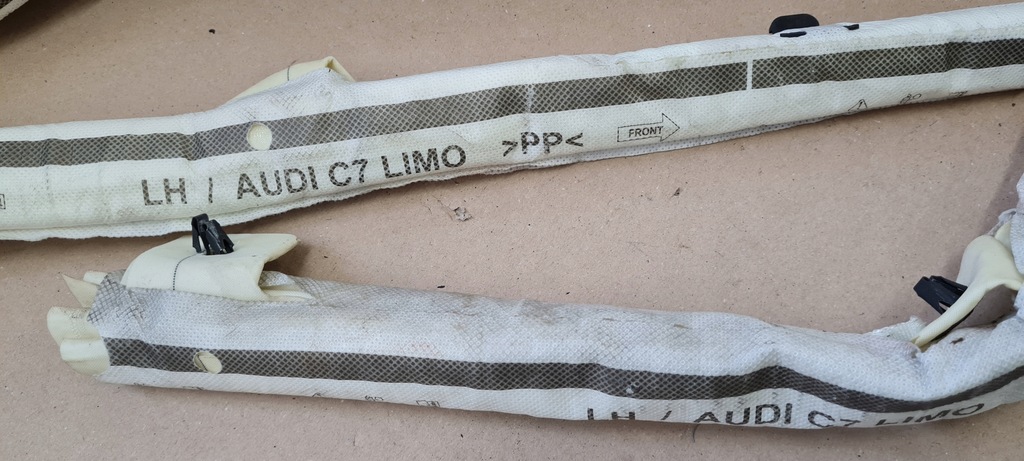 LH / AUDI C7 LIMO >PP< FRONT
LH / AUDI C7 LIMO